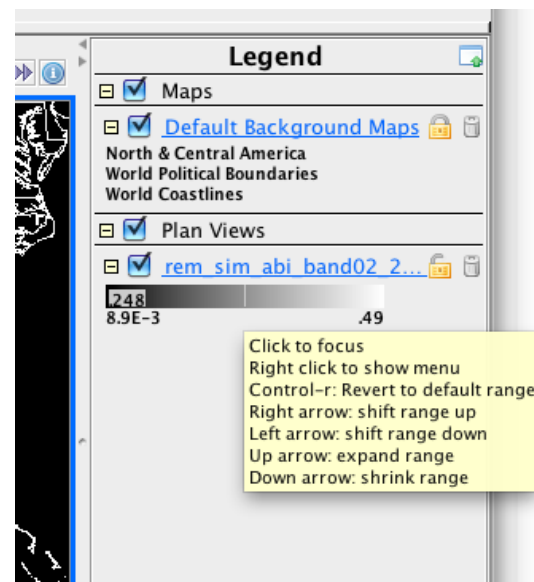 Legend
Maps
Default Background Maps
North & Central America
World Political Boundaries
World Coastlines
Plan Views
rem_sim_abi_band02_2...
.248
8.9E-3 .49
Click to focus
Right click to show menu
Control-r: Revert to default range
Right arrow: shift range up
Left arrow: shift range down
Up arrow: expand range
Down arrow: shrink range